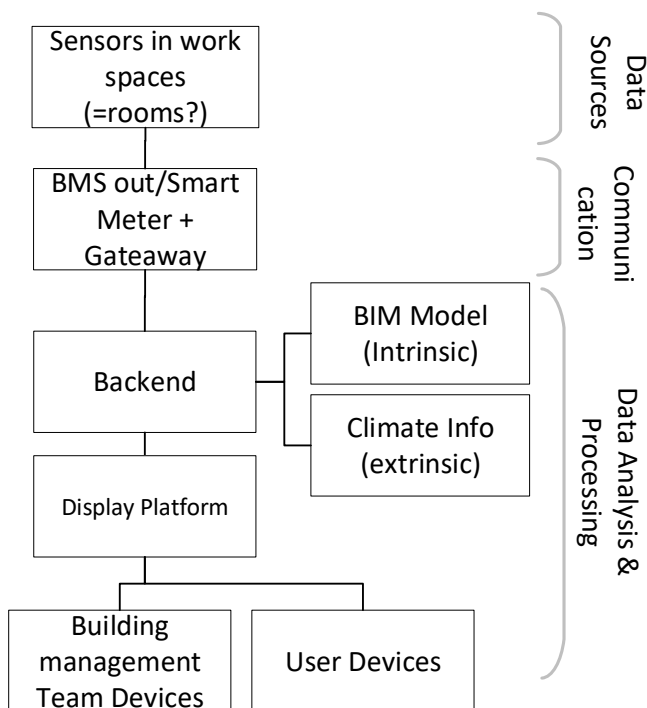 Sensors in work
spaces
(=rooms?)
Data
Sources
BMS out/Smart
Meter +
Gateaway
Communi
cation
Backend
BIM Model
(Intrinsic)
Climate Info
(extrinsic)
Data Analysis &
Processing
Display Platform
Building
management
Team Devices
User Devices